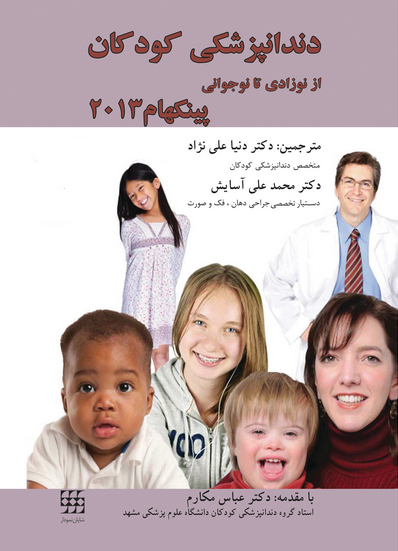 دندانپزشکی کودکان
از نوزادی تا نوجوانی
پینکهام ۲۰۱۳
مترجمین: دکتر دنیا علی نژاد
متخصص دندانپزشکی کودکان
دکتر محمد علی آسایش
دستیار تخصصی جراحی دهان ، فک و صورت
با مقدمه: دکتر عباس مکارم
استاد گروه دندانپزشکی کودکان دانشگاه علوم پزشکی مشهد
شایان نمودار